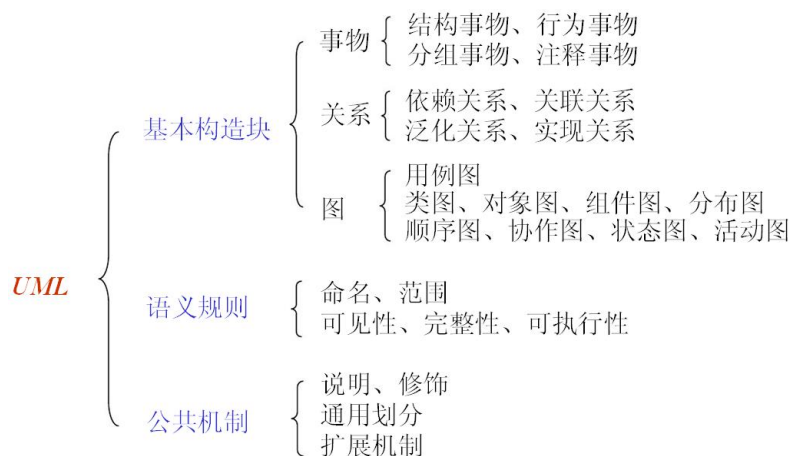 结构事物、行为事物
事物
分组事物、注释事物
依赖关系、关联关系
关系
基本构造块
泛化关系、实现关系
用例图
图
类图、对象图、组件图、分布图
顺序图、协作图、状态图、活动图
UML
语义规则
命名、范围
可见性、完整性、可执行性
公共机制
说明、修饰
通用划分
扩展机制